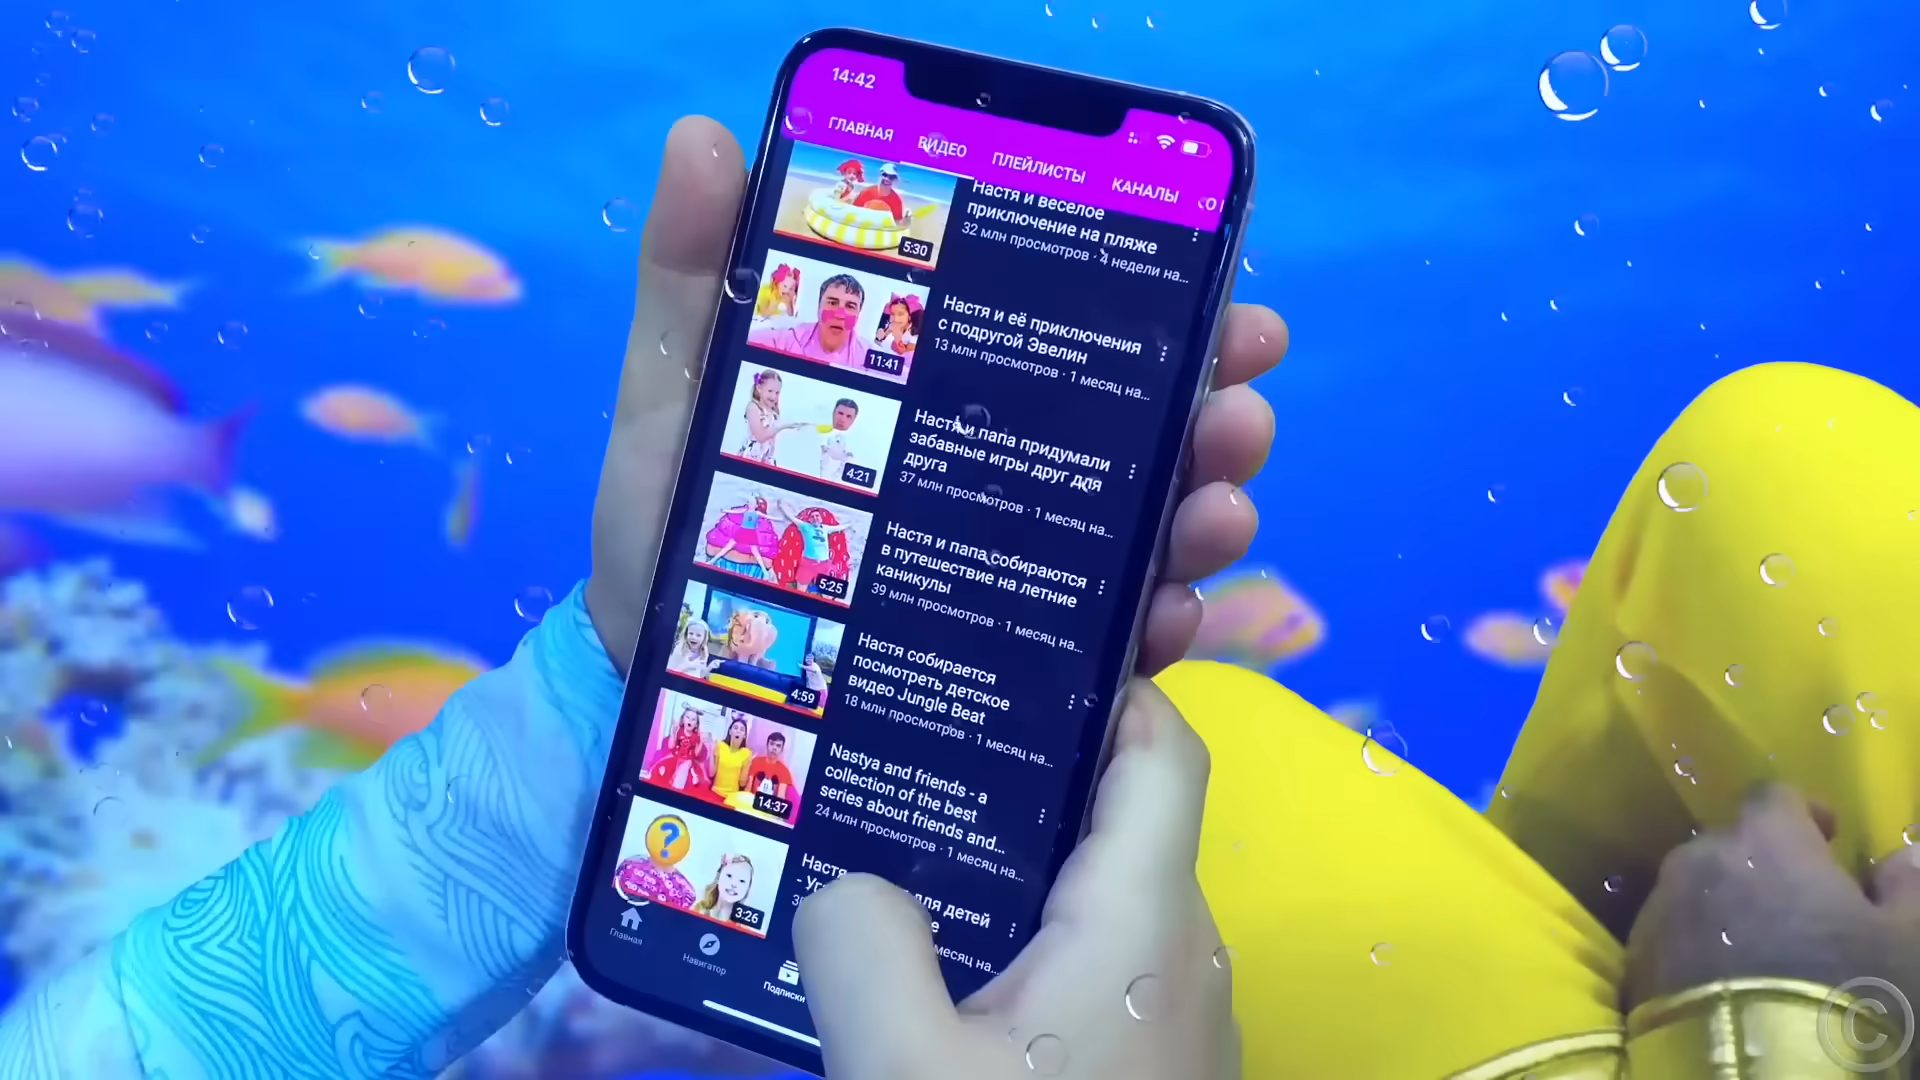 14:42
ГЛАВНАЯ ВИДЕО ПЛЕЙЛИСТЫ КАНАЛЫ
Настя и веселое
приключение на пляже
32 млн просмотров · 4 недели на...
5:30
Настя и её приключения
с подругой Эвелин
13 млн просмотров · 1 месяц на...
11:41
Настя и папа придумали
забавные игры друг для
друга
37 млн просмотров · 1 месяц на...
4:21
Настя и папа собираются
в путешествие на летние
каникулы
39 млн просмотров · 1 месяц на...
5:25
Настя собирается
посмотреть детское
видео Jungle Beat
18 млн просмотров · 1 месяц на...
4:59
Nastya and friends - a
collection of the best
series about friends and...
24 млн просмотров · 1 месяц на...
14:37
Настя для детей
-
на...
?
3:26
Главная
Навигатор
Подписки
©